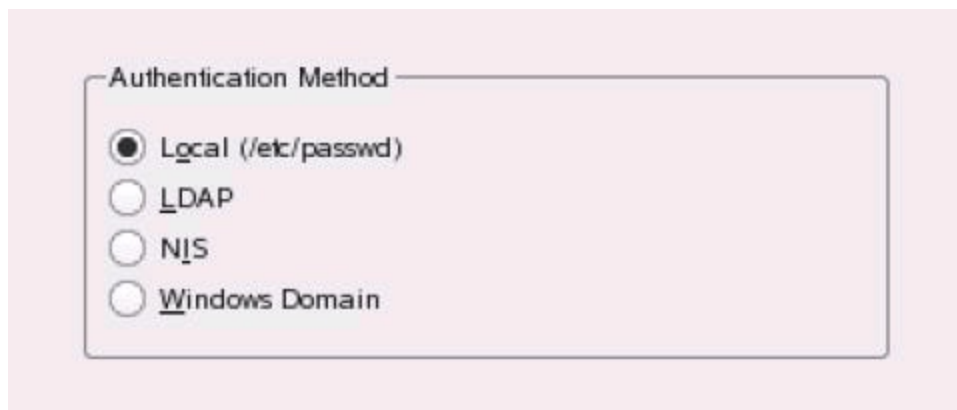 Authentication Method
Local (/etc/passwd)
LDAP
NIS
Windows Domain